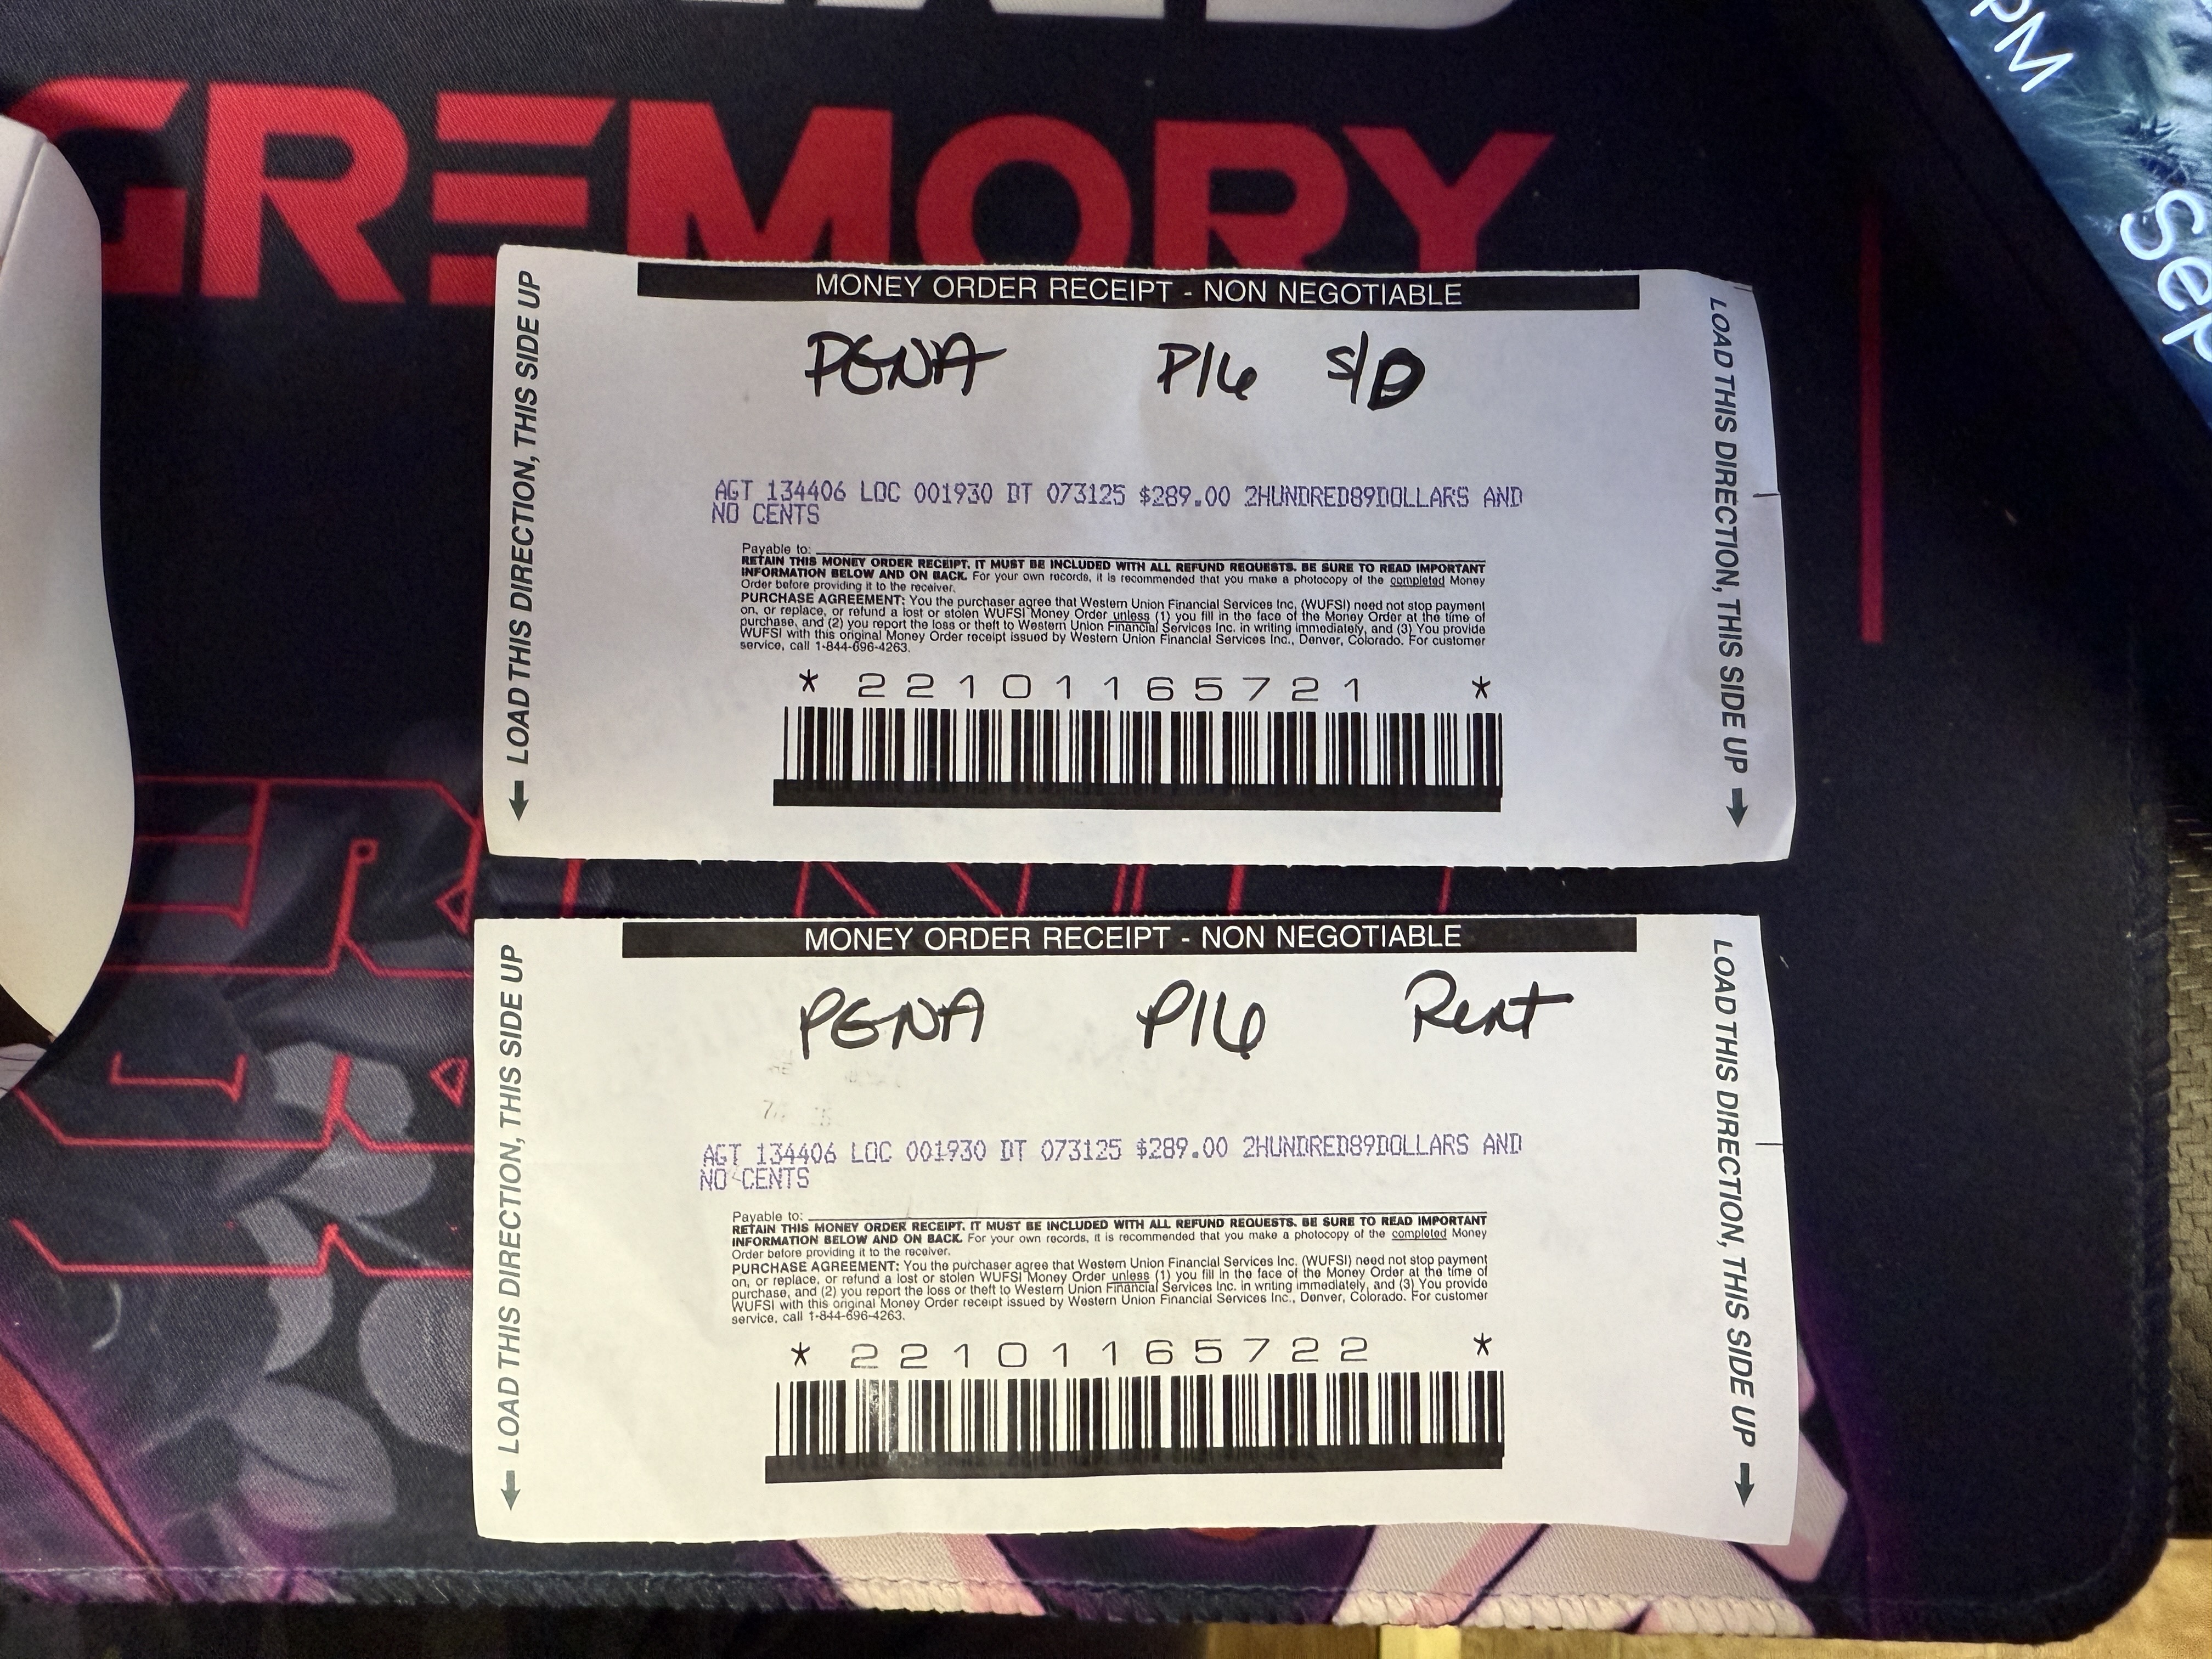 PM
Sep
GREMORY
LOAD THIS DIRECTION, THIS SIDE UP
MONEY ORDER RECEIPT - NON NEGOTIABLE
LOAD THIS DIRECTION, THIS SIDE UP
PENA P16 S/D
AGT 134406 LOC 001930 DT 073125 $289.00 2HUNDRED89DOLLARS AND
NO CENTS
Payable to:
RETAIN THIS MONEY ORDER RECEIPT. IT MUST BE INCLUDED WITH ALL REFUND REQUESTS. BE SURE TO READ IMPORTANT
INFORMATION BELOW AND ON BACK. For your own records, it is recommended that you make a photocopy of the completed Money
Order before providing it to the receiver.
PURCHASE AGREEMENT: You the purchaser agree that Western Union Financial Services Inc. (WUFSI) need not stop payment
on, or replace, or refund a lost or stolen WUFSI Money Order unless (1) you fill in the face of the Money Order at the time of
purchase, and (2) you report the loss or theft to Western Union Financial Services Inc. in writing immediately, and (3) You provide
WUFSI with this original Money Order receipt issued by Western Union Financial Services Inc., Denver, Colorado. For customer
service, call 1-844-696-4263.
* 22101165721 *
LOAD THIS DIRECTION, THIS SIDE UP
MONEY ORDER RECEIPT - NON NEGOTIABLE
LOAD THIS DIRECTION, THIS SIDE UP
PENA P16 Rent
AGT 134406 LOC 001930 DT 073125 $289.00 2HUNDRED89DOLLARS AND
NO CENTS
Payable to:
RETAIN THIS MONEY ORDER RECEIPT. IT MUST BE INCLUDED WITH ALL REFUND REQUESTS. BE SURE TO READ IMPORTANT
INFORMATION BELOW AND ON BACK. For your own records, it is recommended that you make a photocopy of the completed Money
Order before providing it to the receiver.
PURCHASE AGREEMENT: You the purchaser agree that Western Union Financial Services Inc. (WUFSI) need not stop payment
on, or replace, or refund a lost or stolen WUFSI Money Order unless (1) you fill in the face of the Money Order at the time of
purchase, and (2) you report the loss or theft to Western Union Financial Services Inc. in writing immediately, and (3) You provide
WUFSI with this original Money Order receipt issued by Western Union Financial Services Inc., Denver, Colorado. For customer
service, call 1-844-696-4263.
* 22101165722 *